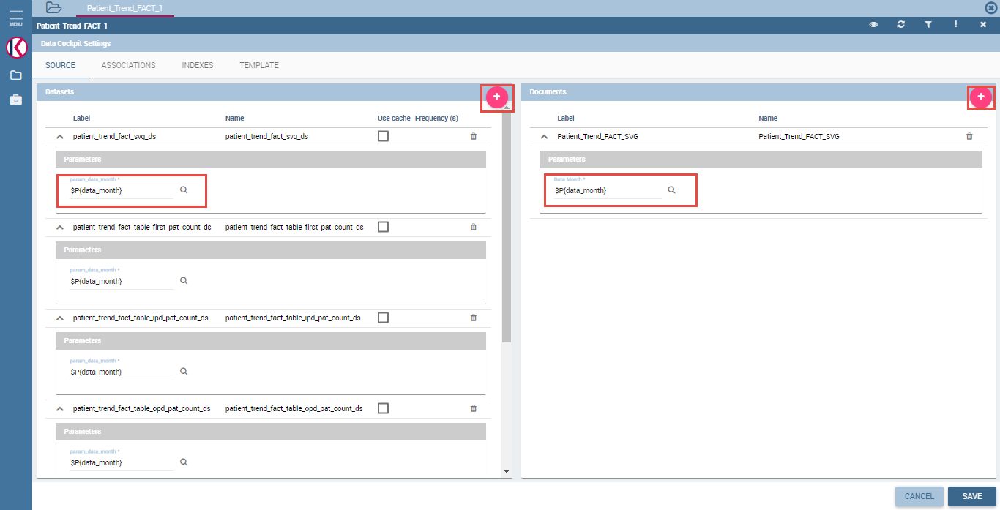 Patient_Trend_FACT_1
MENU
Patient_Trend_FACT_1
Data Cockpit Settings
SOURCE ASSOCIATIONS INDEXES TEMPLATE
Datasets
Label Name Use cache Frequency (s)
patient_trend_fact_svg_ds patient_trend_fact_svg_ds
Parameters
param_data_month *
$P{data_month}
patient_trend_fact_table_first_pat_count_ds patient_trend_fact_table_first_pat_count_ds
Parameters
param_data_month *
$P{data_month}
patient_trend_fact_table_ipd_pat_count_ds patient_trend_fact_table_ipd_pat_count_ds
Parameters
param_data_month *
$P{data_month}
patient_trend_fact_table_opd_pat_count_ds patient_trend_fact_table_opd_pat_count_ds
Parameters
param_data_month *
$P{data_month}
Documents
Label Name
Patient_Trend_FACT_SVG Patient_Trend_FACT_SVG
Parameters
Data Month *
$P{data_month}
CANCEL SAVE